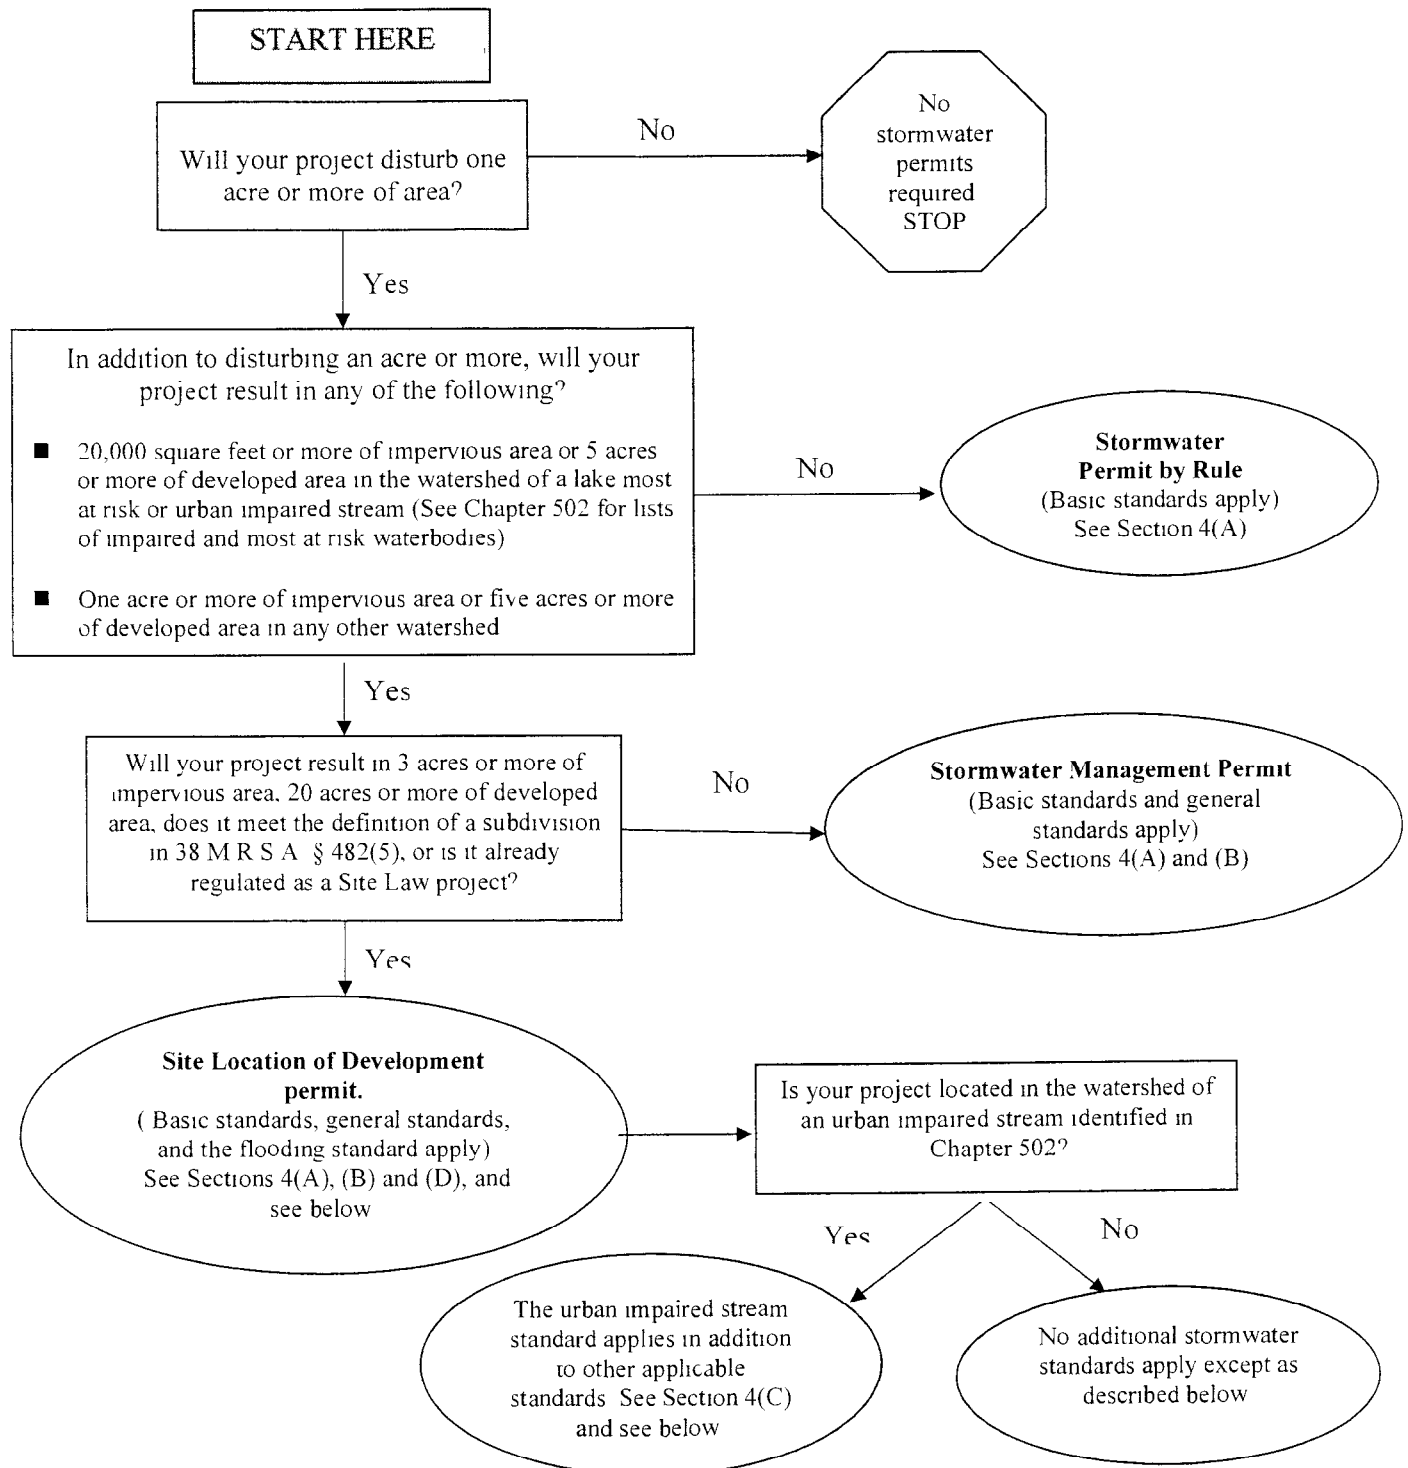 START HERE
Will your project disturb one
acre or more of area?
No
No
stormwater
permits
required
STOP
Yes
In addition to disturbing an acre or more, will your
project result in any of the following?
■ 20,000 square feet or more of impervious area or 5 acres
or more of developed area in the watershed of a lake most
at risk or urban impaired stream (See Chapter 502 for lists
of impaired and most at risk waterbodies)
■ One acre or more of impervious area or five acres or more
of developed area in any other watershed
No
Stormwater
Permit by Rule
(Basic standards apply)
See Section 4(A)
Yes
Will your project result in 3 acres or more of
impervious area, 20 acres or more of developed
area, does it meet the definition of a subdivision
in 38 M R S A § 482(5), or is it already
regulated as a Site Law project?
No
Stormwater Management Permit
(Basic standards and general
standards apply)
See Sections 4(A) and (B)
Yes
Site Location of Development
permit.
( Basic standards, general standards,
and the flooding standard apply)
See Sections 4(A), (B) and (D), and
see below
Is your project located in the watershed of
an urban impaired stream identified in
Chapter 502?
Yes
No
The urban impaired stream
standard applies in addition
to other applicable
standards See Section 4(C)
and see below
No additional stormwater
standards apply except as
described below